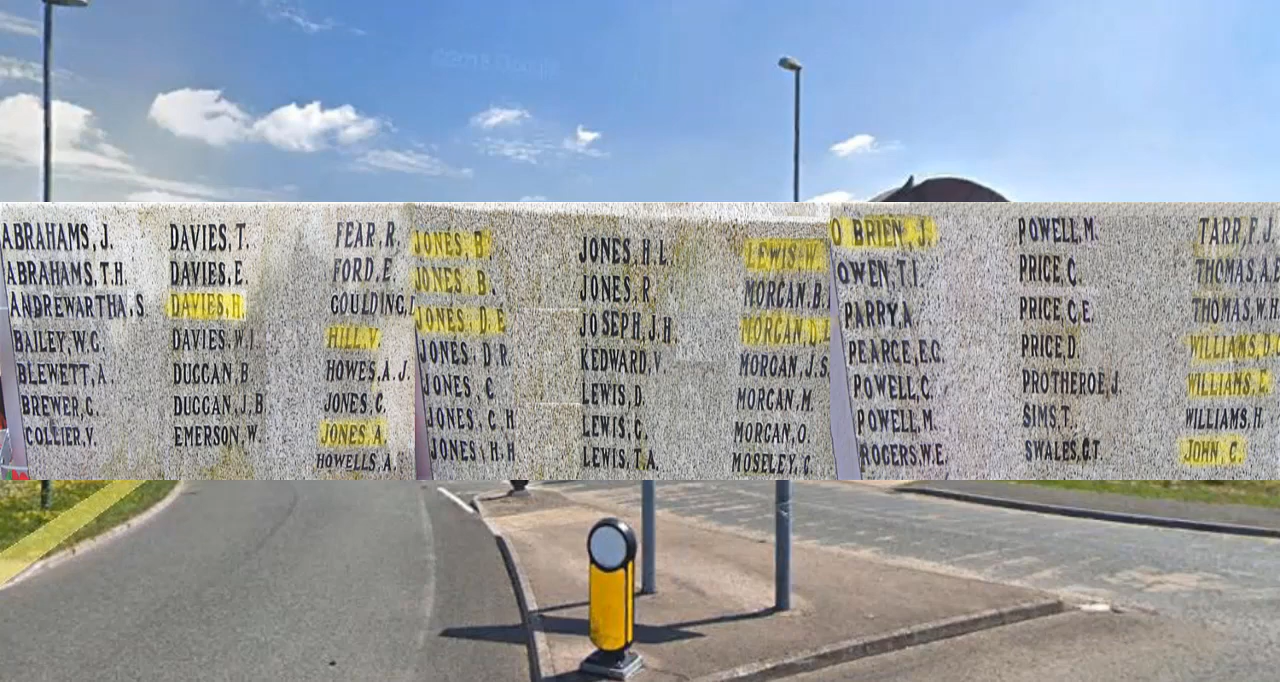 ABRAHAMS, J.
ABRAHAMS, T.H.
ANDREWARTHA, S
BAILEY, W.G.
BLEWETT, A.
BREWER, G.
COLLIER, V.
DAVIES, T.
DAVIES, E
DAVIES, H.
DAVIES, W.I.
DUGGAN, B.
DUGGAN, J.B
EMERSON, W.
FEAR, R.
FORD, E.
GOULDING,
HILL, V.
HOWES, A.J.
JONES, G.
JONES, A.
HOWELLS, A.
JONES, B.
JONES, B.
JONES, D E
JONES, D R
JONES, C
JONES, C H
JONES, H.H
JONES, H.L.
JONES, R.
JOSEPH, J.H.
KEDWARD, V
LEWIS, D.
LEWIS, G.
LEWIS, T.A.
LEWIS, W
MORGAN, B.
MORGAN, D.L
MORGAN, J.S
MORGAN, M.
MORGAN, O.
MOSELEY, G.
O'BRIEN, J.
OWEN, T.I.
PARRY, A
PEARCE, E.G.
POWELL, C.
POWELL, M.
ROGERS, W.E.
POWELL, M.
PRICE, C.
PRICE, C.E.
PRICE, D.
PROTHEROE, J.
SIMS, T.
SWALES, G.T.
TARR, F.J.
THOMAS, A.E
THOMAS, W.H
WILLIAMS, D.
WILLIAMS, E.
WILLIAMS, H.
JOHN, C.